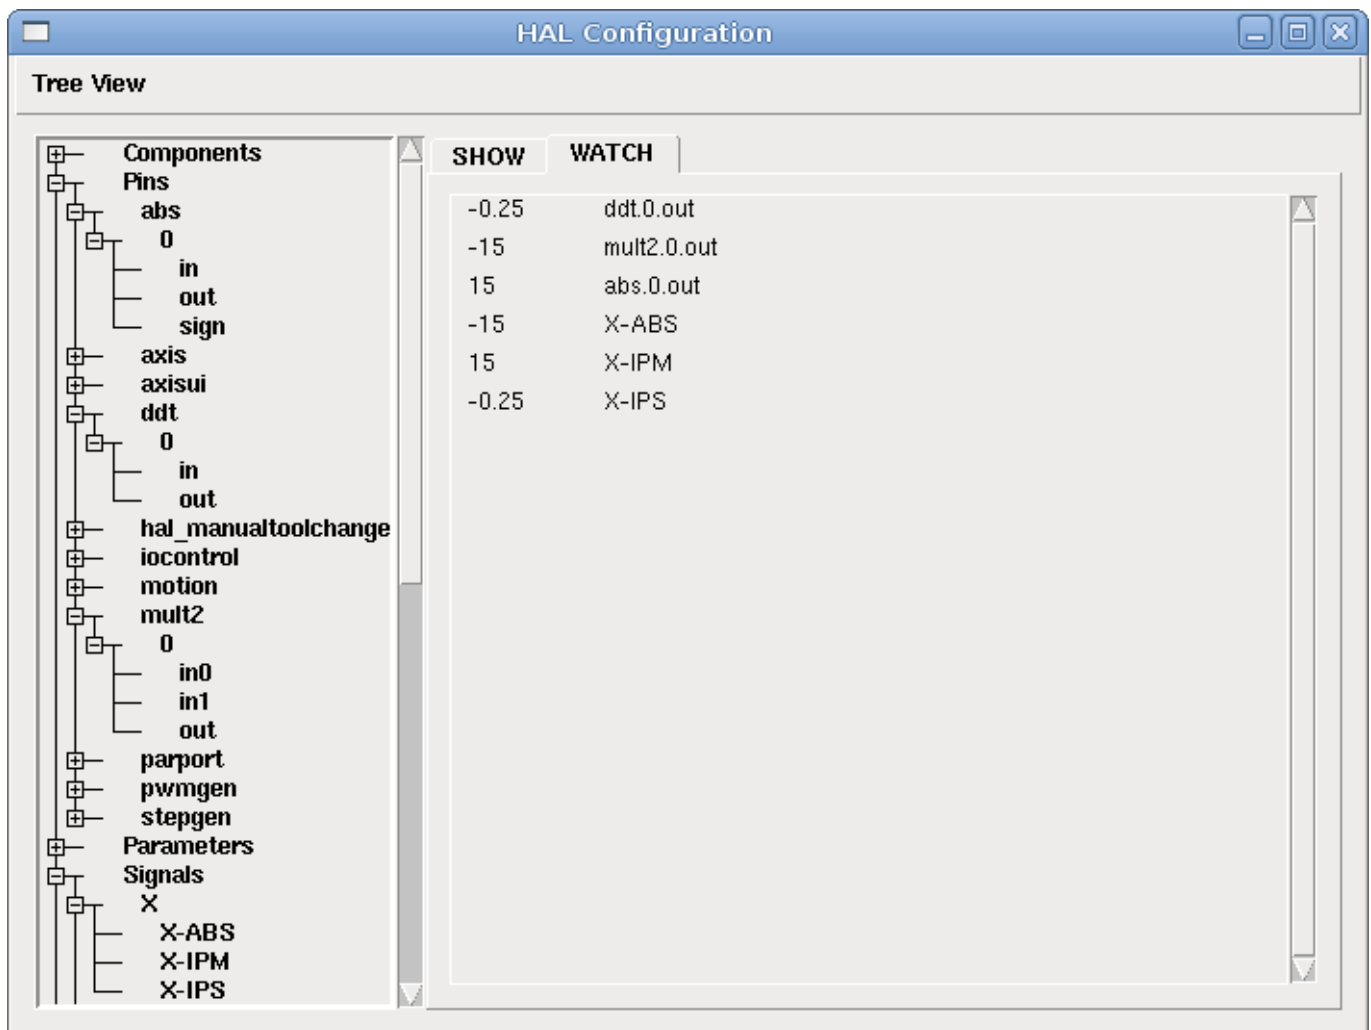 HAL Configuration
Tree View
Components
Pins
abs
0
in
out
sign
axis
axisui
ddt
0
in
out
hal_manualtoolchange
iocontrol
motion
mult2
0
in0
in1
out
parport
pwmgen
stepgen
Parameters
Signals
X
X-ABS
X-IPM
X-IPS
SHOW WATCH
-0.25 ddt.0.out
-15 mult2.0.out
15 abs.0.out
-15 X-ABS
15 X-IPM
-0.25 X-IPS